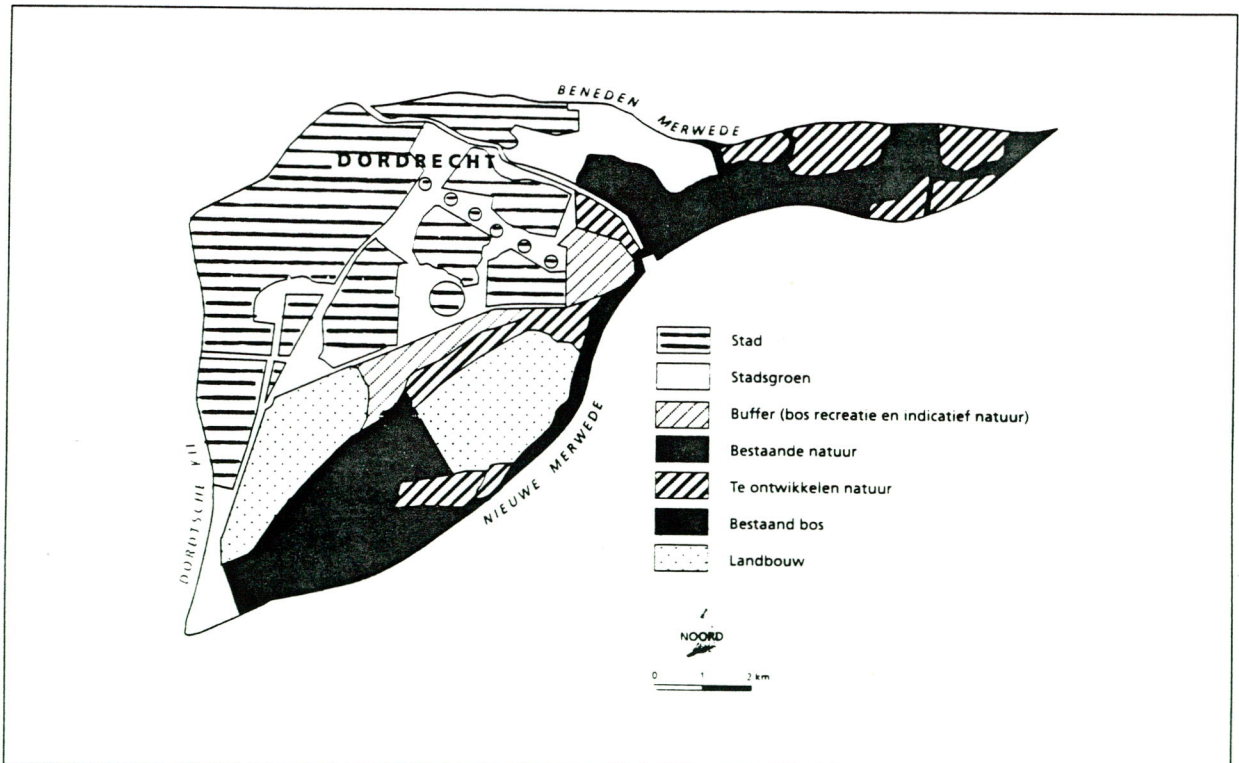 BENEDEN MERWEDE
DORDRECHT
DORDTSCHE KIL
NIEUWE MERWEDE
Stad
Stadsgroen
Buffer (bos recreatie en indicatief natuur)
Bestaande natuur
Te ontwikkelen natuur
Bestaand bos
Landbouw
NOORD
0 1 2 km